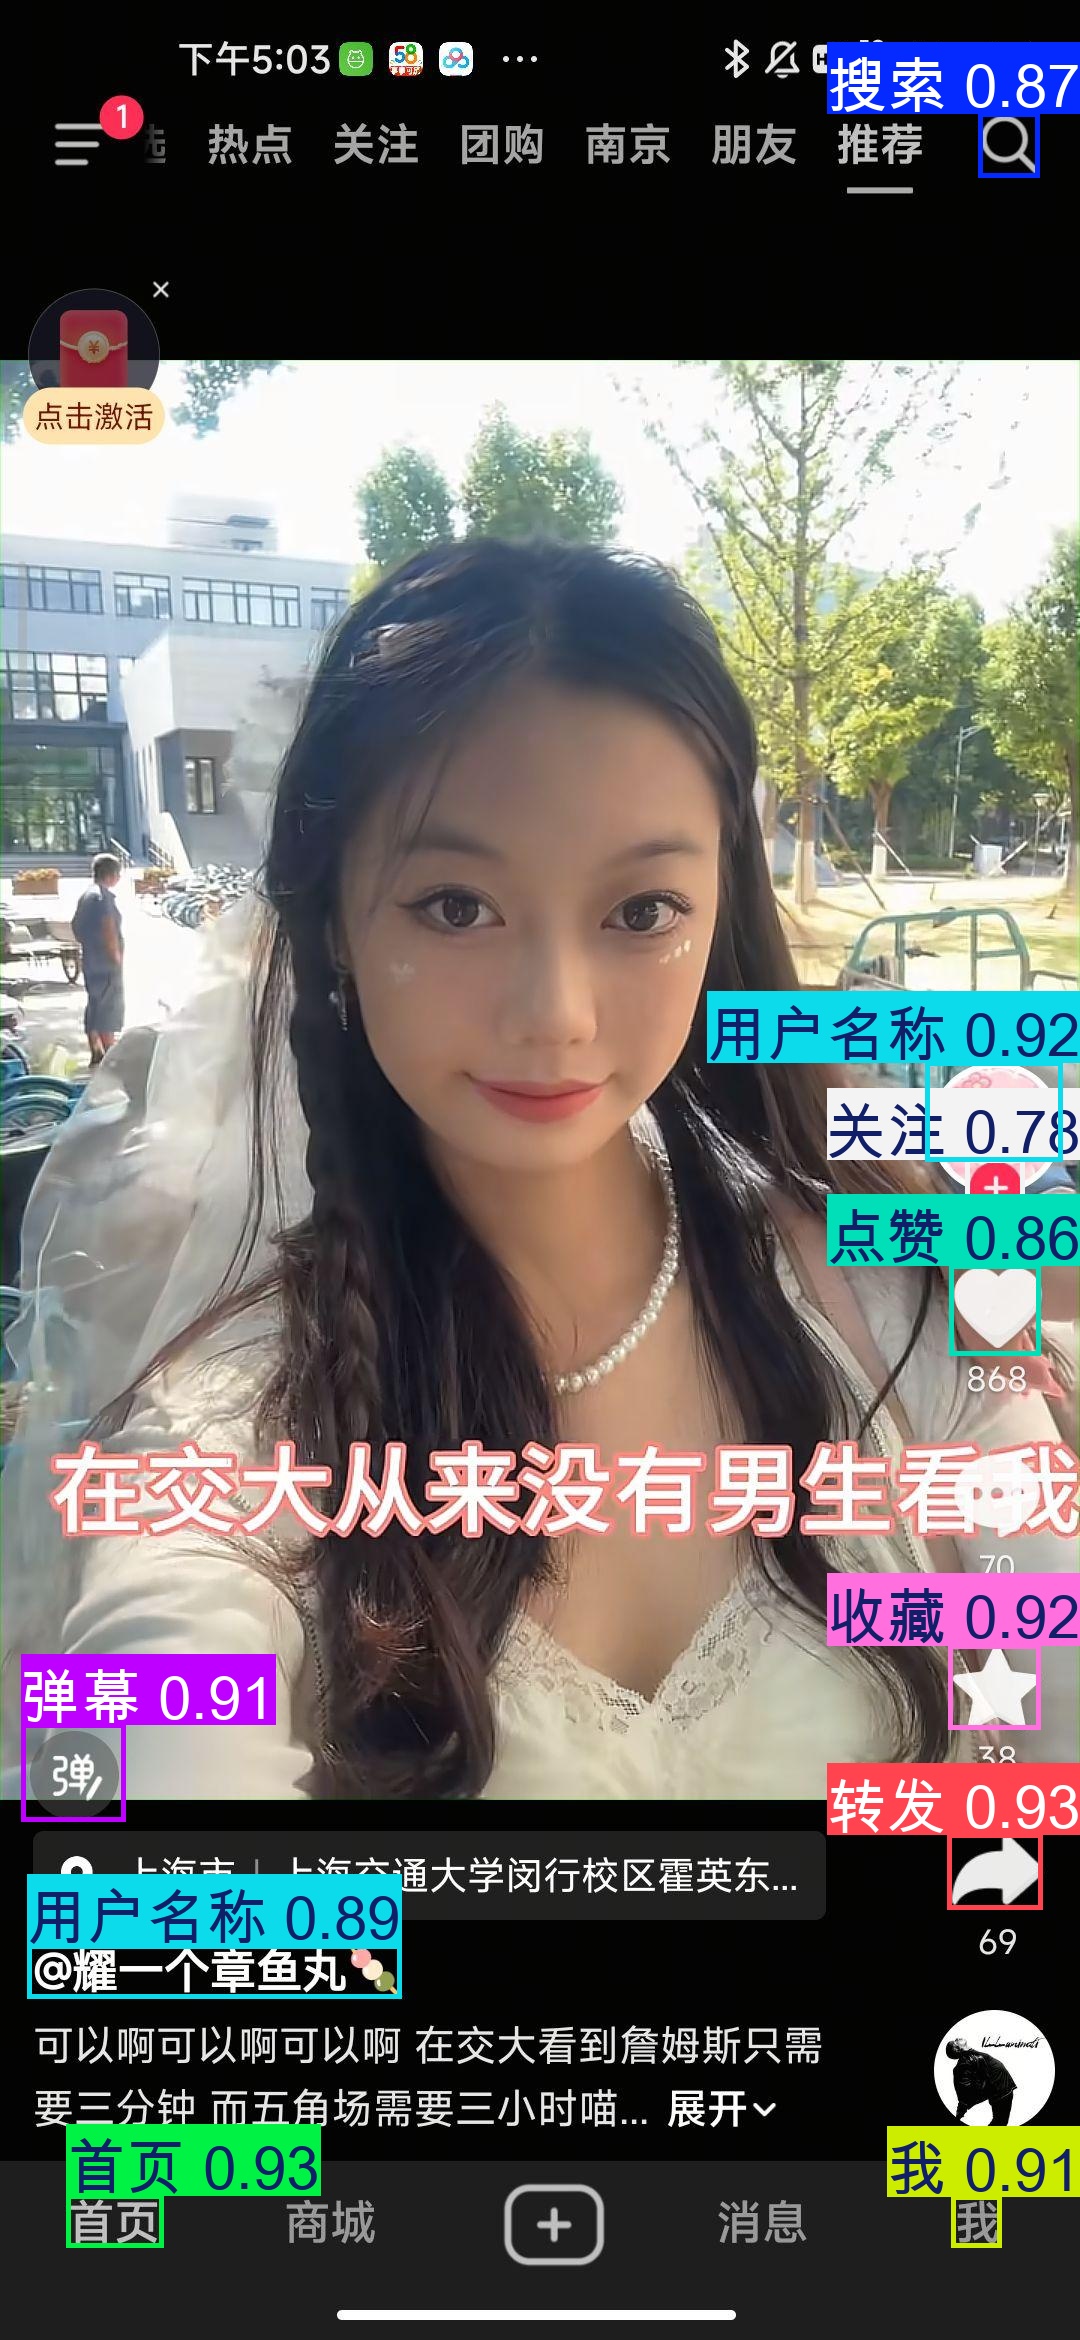 下午5:03
58
...
搜索 0.87
1
选 热点 关注 团购 南京 朋友 推荐
×
¥
点击激活
用户名称 0.92
关注 0.78
点赞 0.86
868
在交大从来没有男生看我
70
收藏 0.92
弹幕 0.91
弹
38
转发 0.93
上海市 | 上海交通大学闵行校区霍英东...
用户名称 0.89
69
@耀一个章鱼丸🍡
可以啊可以啊可以啊 在交大看到詹姆斯只需
要三分钟 而五角场需要三小时喵... 展开
首页 0.93
我 0.91
首页 商城 消息 我